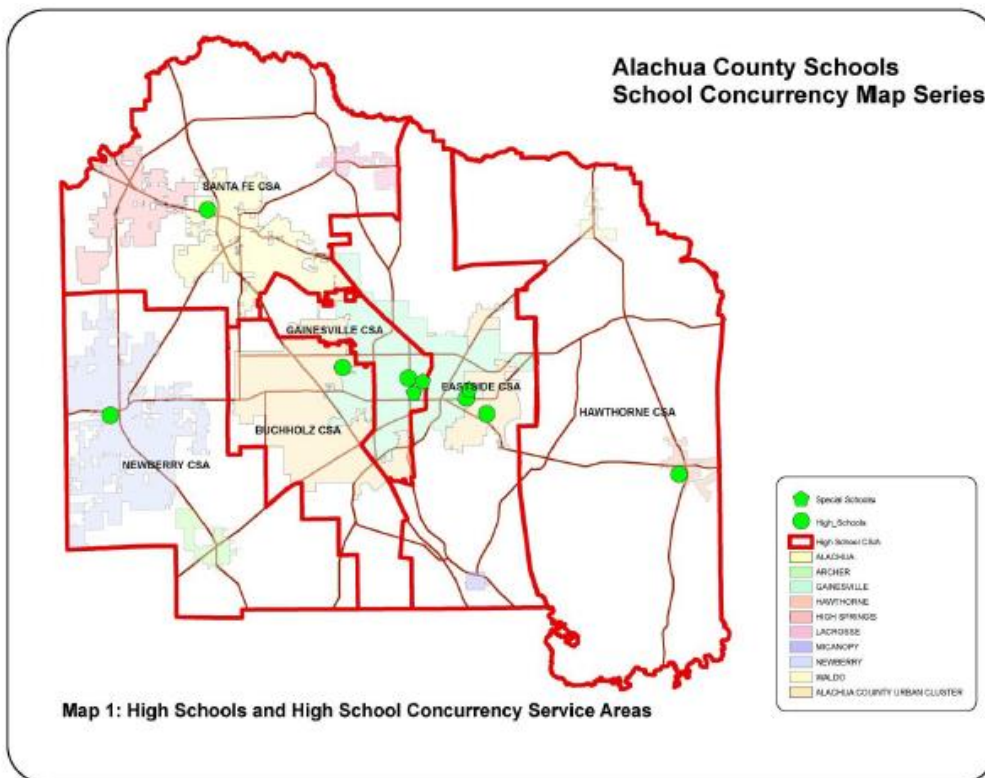 Alachua County Schools
School Concurrency Map Series
SANTA FE CSA
GAINESVILLE CSA
EASTSIDE CSA
HAWTHORNE CSA
BUCHHOLZ CSA
NEWBERRY CSA
Special Schools
High_Schools
High School CSA
ALACHUA
ARCHER
GAINESVILLE
HAWTHORNE
HIGH SPRINGS
LACROSSE
MICANOPY
NEWBERRY
WALDO
ALACHUA COUNTY URBAN CLUSTER
Map 1: High Schools and High School Concurrency Service Areas